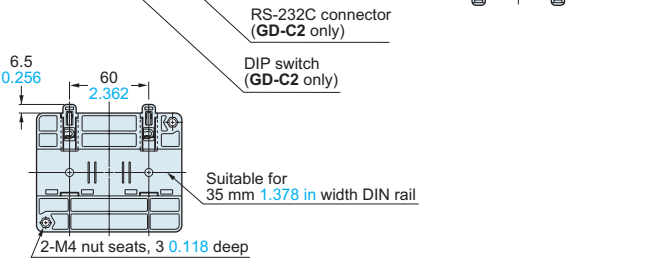 RS-232C connector
(GD-C2 only)
DIP switch
(GD-C2 only)
6.5
0.256
60
2.362
Suitable for
35 mm 1.378 in width DIN rail
2-M4 nut seats, 3 0.118 deep